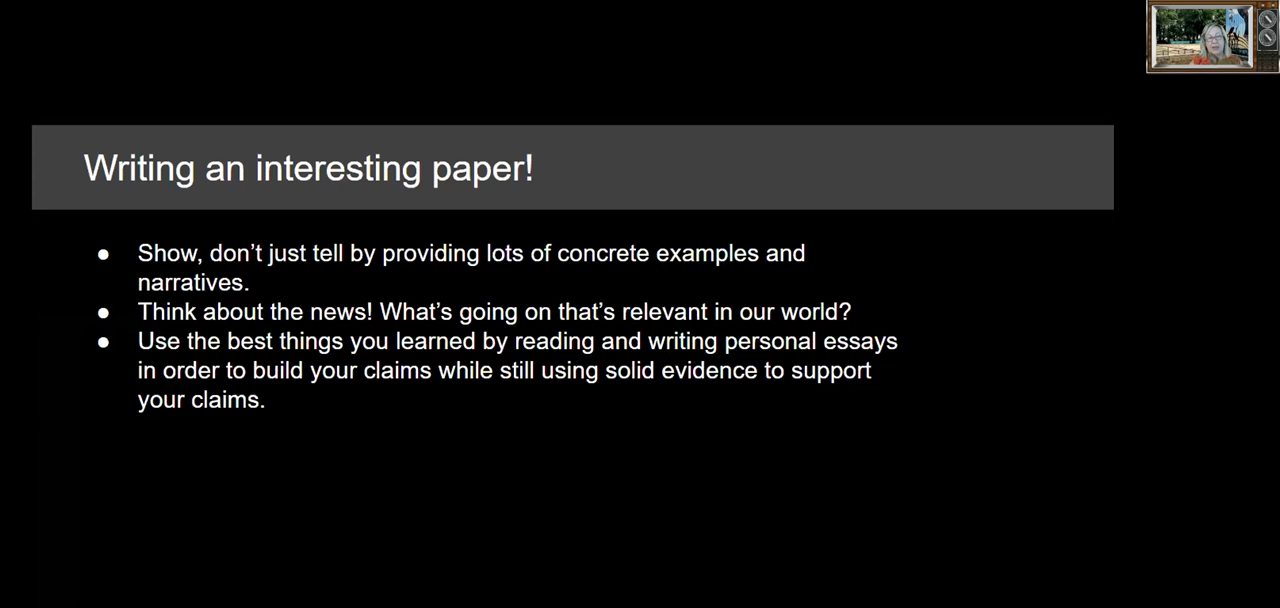 Writing an interesting paper!
● Show, don’t just tell by providing lots of concrete examples and
narratives.
● Think about the news! What’s going on that’s relevant in our world?
● Use the best things you learned by reading and writing personal essays
in order to build your claims while still using solid evidence to support
your claims.